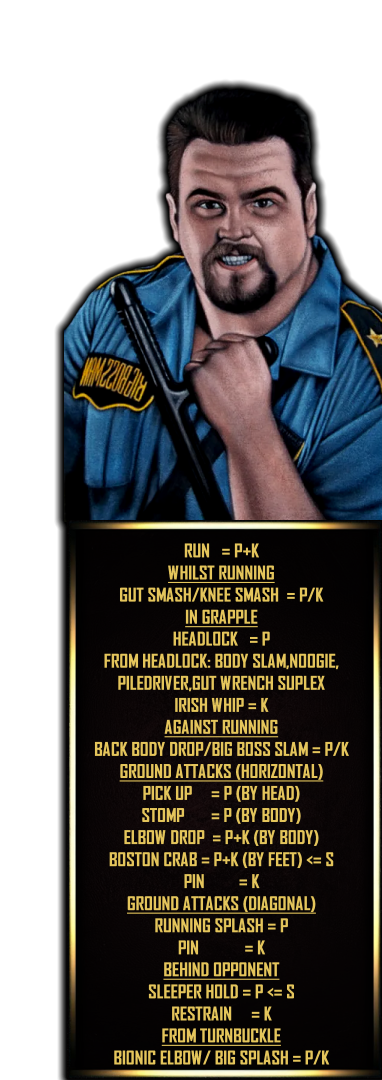 BIGBOSSMAN
RUN = P+K
WHILST RUNNING
GUT SMASH/KNEE SMASH = P/K
IN GRAPPLE
HEADLOCK = P
FROM HEADLOCK: BODY SLAM,NOOGIE,
PILEDRIVER,GUT WRENCH SUPLEX
IRISH WHIP = K
AGAINST RUNNING
BACK BODY DROP/BIG BOSS SLAM = P/K
GROUND ATTACKS (HORIZONTAL)
PICK UP = P (BY HEAD)
STOMP = P (BY BODY)
ELBOW DROP = P+K (BY BODY)
BOSTON CRAB = P+K (BY FEET) <= S
PIN = K
GROUND ATTACKS (DIAGONAL)
RUNNING SPLASH = P
PIN = K
BEHIND OPPONENT
SLEEPER HOLD = P <= S
RESTRAIN = K
FROM TURNBUCKLE
BIONIC ELBOW/ BIG SPLASH = P/K